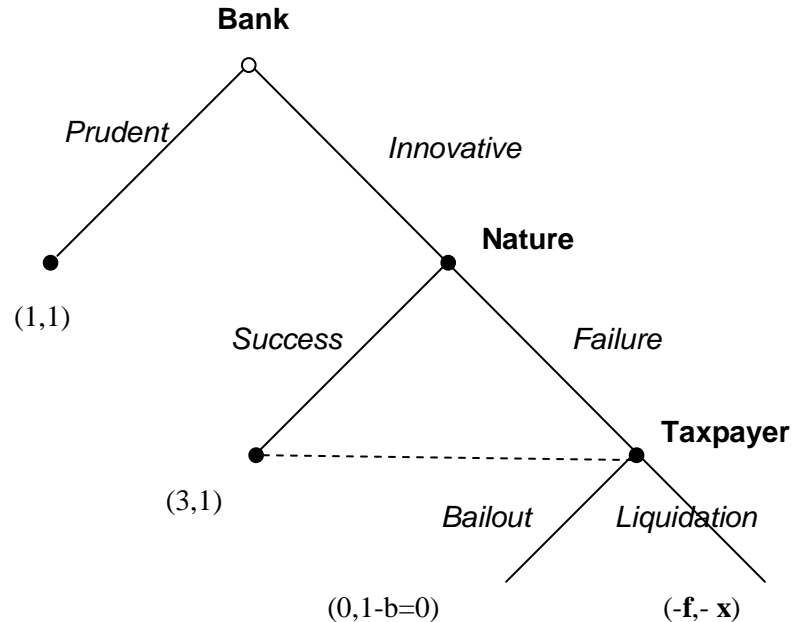 Bank
Prudent
Innovative
Nature
(1,1)
Success
Failure
Taxpayer
(3,1)
Bailout
Liquidation
(0,1-b=0)
(-f,- x)